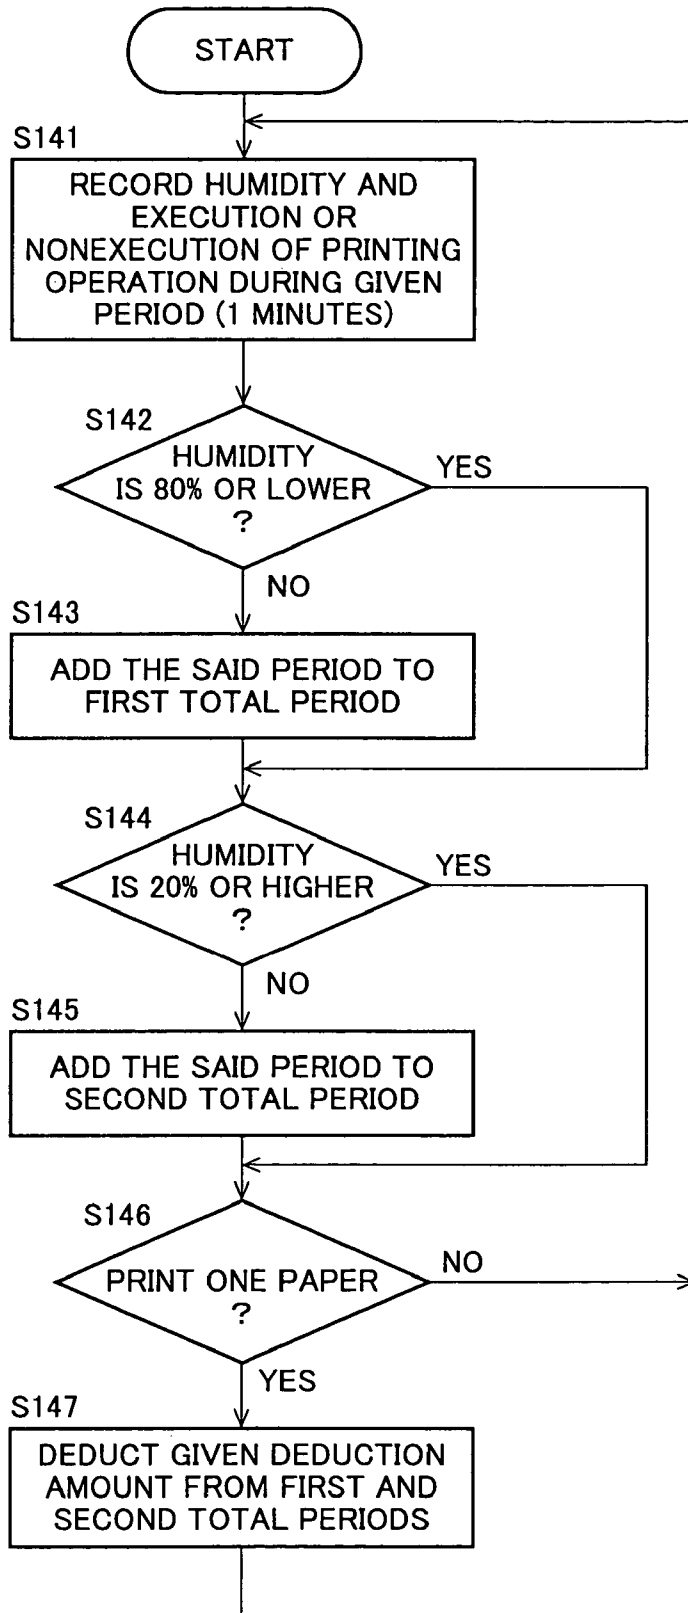 START
S141
RECORD HUMIDITY AND
EXECUTION OR
NONEXECUTION OF PRINTING
OPERATION DURING GIVEN
PERIOD (1 MINUTES)
S142
HUMIDITY
IS 80% OR LOWER
?
YES
NO
S143
ADD THE SAID PERIOD TO
FIRST TOTAL PERIOD
S144
HUMIDITY
IS 20% OR HIGHER
?
YES
NO
S145
ADD THE SAID PERIOD TO
SECOND TOTAL PERIOD
S146
PRINT ONE PAPER
?
NO
YES
S147
DEDUCT GIVEN DEDUCTION
AMOUNT FROM FIRST AND
SECOND TOTAL PERIODS